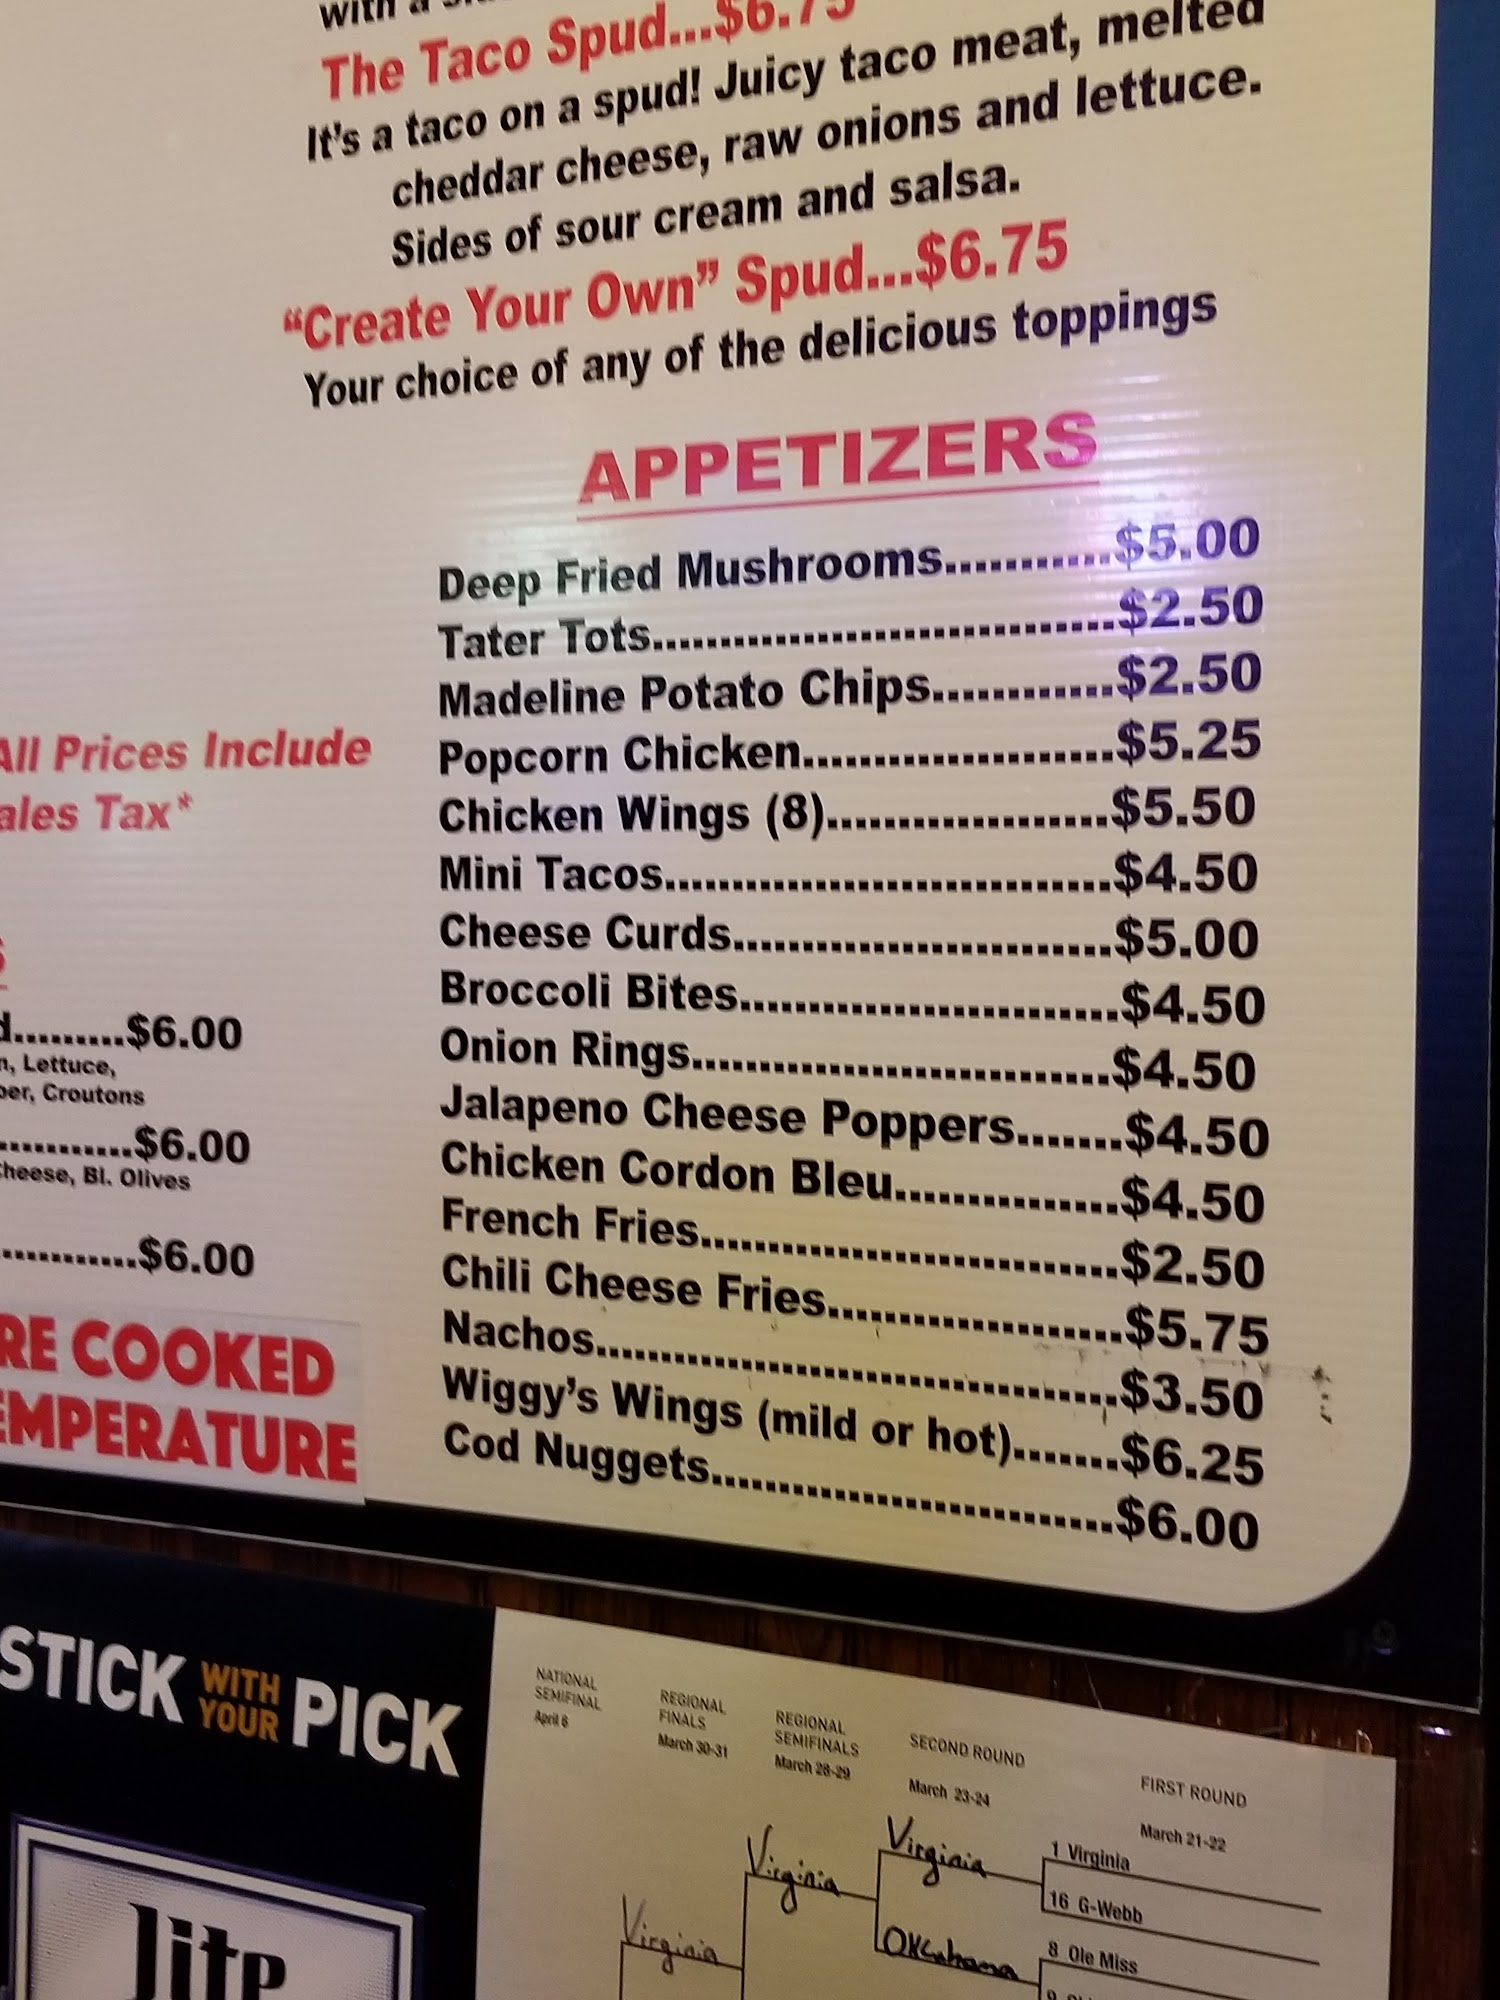 with a
The Taco Spud...$6.75
It's a taco on a spud! Juicy taco meat, melted
cheddar cheese, raw onions and lettuce.
Sides of sour cream and salsa.
“Create Your Own” Spud...$6.75
Your choice of any of the delicious toppings
APPETIZERS
Deep Fried Mushrooms...........$5.00
Tater Tots..................................$2.50
Madeline Potato Chips.............$2.50
Popcorn Chicken.......................$5.25
Chicken Wings (8).....................$5.50
Mini Tacos.................................$4.50
Cheese Curds............................$5.00
Broccoli Bites............................$4.50
Onion Rings...............................$4.50
Jalapeno Cheese Poppers........$4.50
Chicken Cordon Bleu.................$4.50
French Fries...............................$2.50
Chili Cheese Fries......................$5.75
Nachos.......................................$3.50
Wiggy's Wings (mild or hot)........$6.25
Cod Nuggets..............................$6.00
All Prices Include
ales Tax*
S
d.........$6.00
n, Lettuce,
per, Croutons
............$6.00
Cheese, Bl. Olives
............$6.00
RE COOKED
EMPERATURE
STICK WITH YOUR PICK
Lite
NATIONAL
SEMIFINAL
April 6
REGIONAL
FINALS
March 30-31
REGIONAL
SEMIFINALS
March 28-29
SECOND ROUND
March 23-24
FIRST ROUND
March 21-22
Virginia
Virginia
Virginia
OKLahoma
1 Virginia
16 G-Webb
8 Ole Miss
9